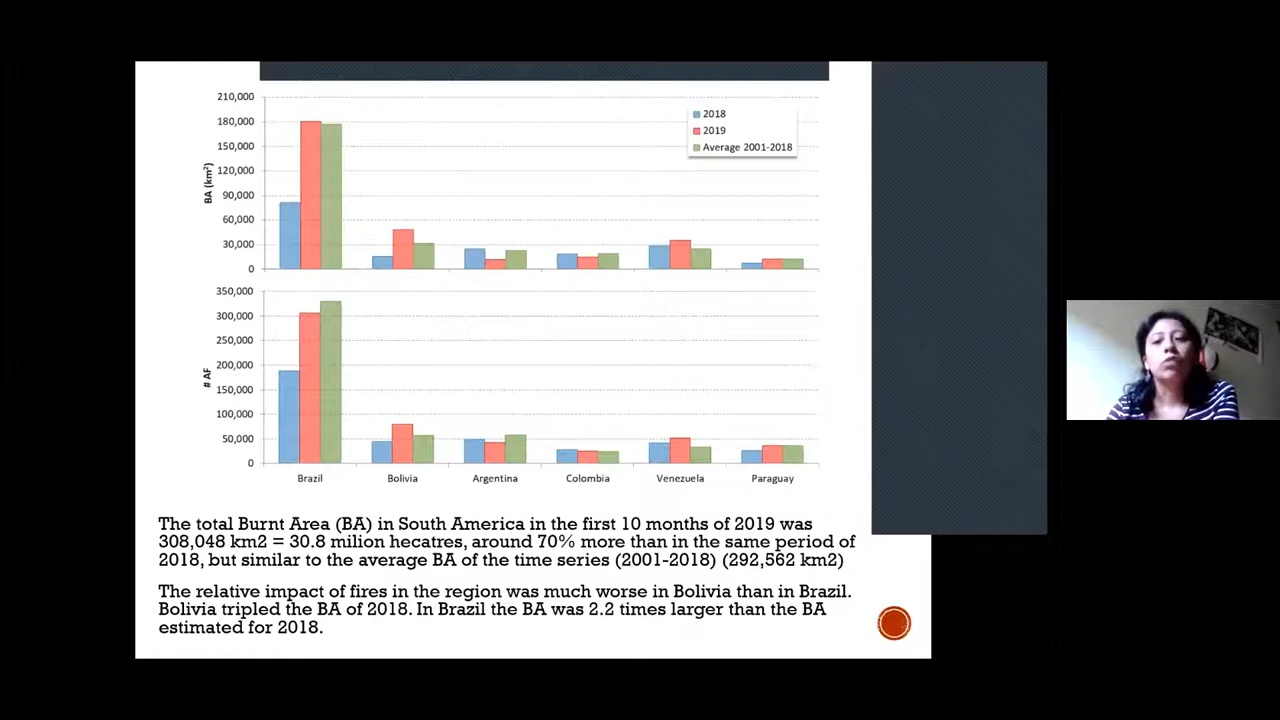 210,000
180,000
150,000
120,000
90,000
60,000
30,000
0
BA (km²)
2018
2019
Average 2001-2018
350,000
300,000
250,000
200,000
150,000
100,000
50,000
0
# AF
Brazil Bolivia Argentina Colombia Venezuela Paraguay
The total Burnt Area (BA) in South America in the first 10 months of 2019 was
308,048 km2 = 30.8 milion hecatres, around 70% more than in the same period of
2018, but similar to the average BA of the time series (2001-2018) (292,562 km2)
The relative impact of fires in the region was much worse in Bolivia than in Brazil.
Bolivia tripled the BA of 2018. In Brazil the BA was 2.2 times larger than the BA
estimated for 2018.